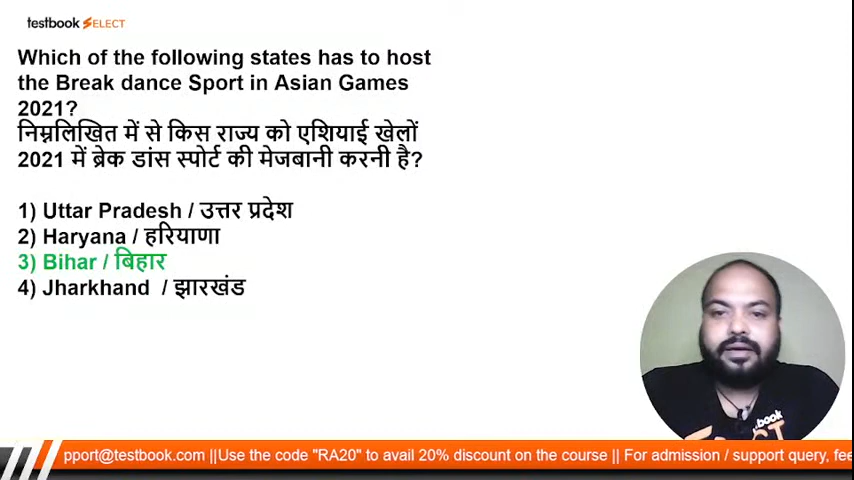 testbook SELECT
Which of the following states has to host
the Break dance Sport in Asian Games
2021?
निम्नलिखित में से किस राज्य को एशियाई खेलों
2021 में ब्रेक डांस स्पोर्ट की मेजबानी करनी है?
1) Uttar Pradesh / उत्तर प्रदेश
2) Haryana / हरियाणा
3) Bihar / बिहार
4) Jharkhand / झारखंड
book
pport@testbook.com ||Use the code "RA20" to avail 20% discount on the course || For admission / support query, fee